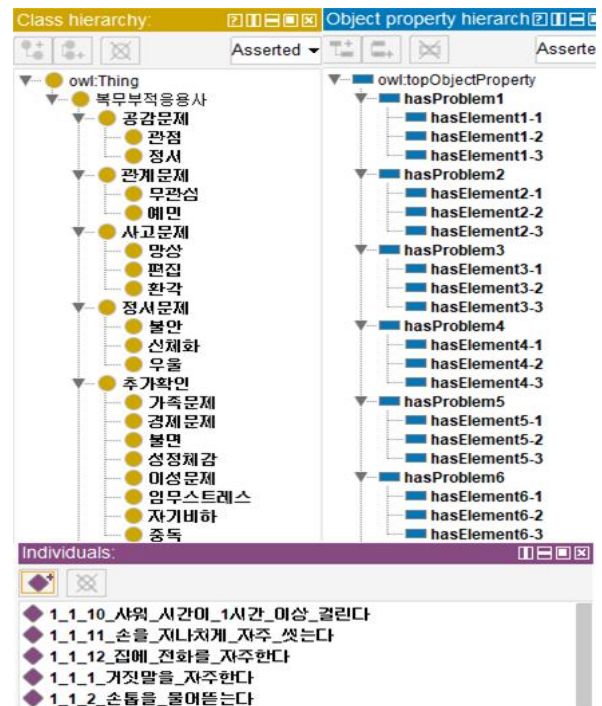 Class hierarchy:
Asserted
owl:Thing
복무부적응용사
공감문제
관점
정서
관계문제
무관심
예민
사고문제
망상
편집
환각
정서문제
불안
신체화
우울
추가확인
가족문제
경제문제
불면
성정체감
이성문제
임무스트레스
자기비하
중독
Object property hierarch
Asserte
owl:topObjectProperty
hasProblem1
hasElement1-1
hasElement1-2
hasElement1-3
hasProblem2
hasElement2-1
hasElement2-2
hasElement2-3
hasProblem3
hasElement3-1
hasElement3-2
hasElement3-3
hasProblem4
hasElement4-1
hasElement4-2
hasElement4-3
hasProblem5
hasElement5-1
hasElement5-2
hasElement5-3
hasProblem6
hasElement6-1
hasElement6-2
hasElement6-3
Individuals:
1_1_10_샤워_시간이_1시간_이상_걸린다
1_1_11_손을_지나치게_자주_씻는다
1_1_12_집에_전화를_자주한다
1_1_1_거짓말을_자주한다
1_1_2_손톱을_물어뜯는다